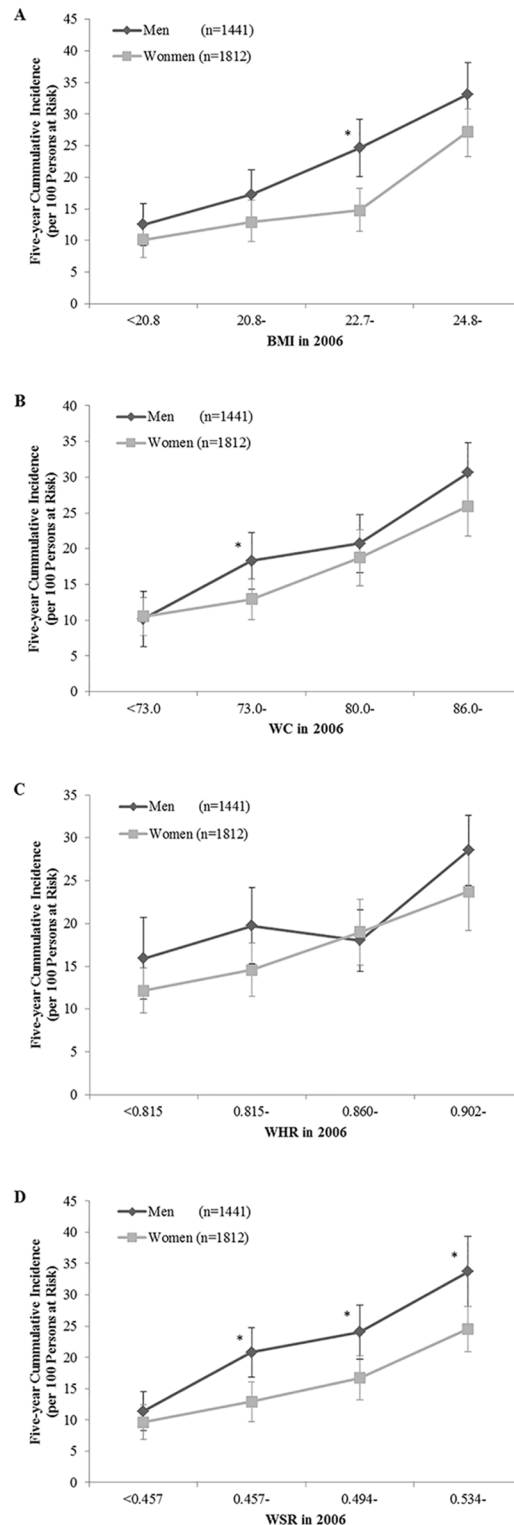 A
Men (n=1441)
Wonmen (n=1812)
Five-year Cummulative Incidence
(per 100 Persons at Risk)
45
40
35
30
25
20
15
10
5
0
*
<20.8 20.8- 22.7- 24.8-
BMI in 2006
B
Men (n=1441)
Women (n=1812)
Five-year Cummulative Incidence
(per 100 Persons at Risk)
40
35
30
25
20
15
10
5
0
*
<73.0 73.0- 80.0- 86.0-
WC in 2006
C
Men (n=1441)
Women (n=1812)
Five-year Cummulative Incidence
(per 100 Persons at Risk)
35
30
25
20
15
10
5
0
<0.815 0.815- 0.860- 0.902-
WHR in 2006
D
Men (n=1441)
Women (n=1812)
Five-year Cummulative Incidence
(per 100 Persons at Risk)
45
40
35
30
25
20
15
10
5
0
* * *
<0.457 0.457- 0.494- 0.534-
WSR in 2006